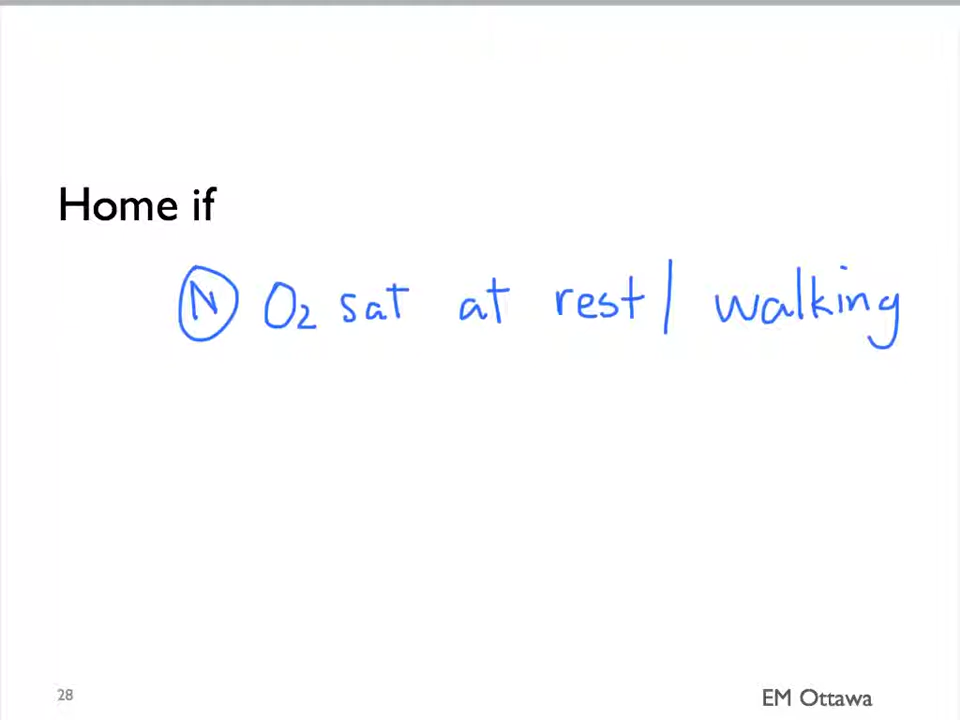 Home if
Ⓝ O₂ sat at rest/ walking
28
EM Ottawa